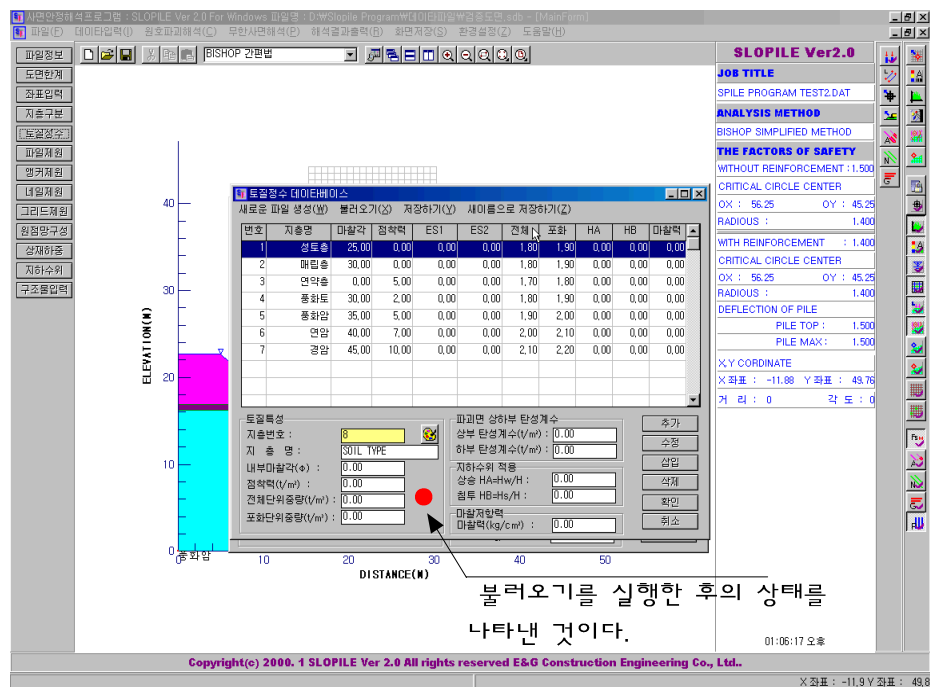 사면안정해석프로그램 : SLOPILE Ver 2,0 For Windows 파일명 : D:₩Slopile Program₩데이타파일₩검증도면,sdb - [MainForm]
파일(F) 데이타입력(I) 원호파괴해석(C) 무한사면해석(P) 해석결과출력(R) 화면저장(S) 환경설정(Z) 도움말(H)
BISHOP 간편법
파일정보
도면한계
좌표입력
지층구분
토질정수
파일제원
앵커제원
네일제원
그리드제원
원점망구성
상재하중
지하수위
구조물입력
SLOPILE Ver2.0
JOB TITLE
SPILE PROGRAM TEST2.DAT
ANALYSIS METHOD
BISHOP SIMPLIFIED METHOD
THE FACTORS OF SAFETY
WITHOUT REINFORCEMENT : 1.500
CRITICAL CIRCLE CENTER
OX : 56.25 OY : 45.25
RADIOUS : 1.400
WITH REINFORCEMENT : 1.400
CRITICAL CIRCLE CENTER
OX : 56.25 OY : 45.25
RADIOUS : 1.400
DEFLECTION OF PILE
PILE TOP : 1.500
PILE MAX : 1.500
X,Y CORDINATE
X 좌표 : -11.88 Y 좌표 : 49.76
거 리 : 0 각 도 : 0
토질정수 데이타베이스
새로운 파일 생성(W) 불러오기(X) 저장하기(Y) 새이름으로 저장하기(Z)
번호 지층명 마찰각 점착력 ES1 ES2 전체 포화 HA HB 마찰력
1 성토층 25,00 0,00 0,00 0,00 1,80 1,90 0,00 0,00 0,00
2 매립층 30,00 0,00 0,00 0,00 1,80 1,90 0,00 0,00 0,00
3 연약층 0,00 5,00 0,00 0,00 1,70 1,80 0,00 0,00 0,00
4 풍화토 30,00 2,00 0,00 0,00 1,80 1,90 0,00 0,00 0,00
5 풍화암 35,00 5,00 0,00 0,00 1,90 2,00 0,00 0,00 0,00
6 연암 40,00 7,00 0,00 0,00 2,00 2,10 0,00 0,00 0,00
7 경암 45,00 10,00 0,00 0,00 2,10 2,20 0,00 0,00 0,00
토질특성
지층번호 : 8
지 층 명 : SOIL TYPE
내부마찰각(φ) : 0.00
점착력(t/m²) : 0.00
전체단위중량(t/m³) : 0.00
포화단위중량(t/m³) : 0.00
파괴면 상하부 탄성계수
상부 탄성계수(t/m²) : 0.00
하부 탄성계수(t/m²) : 0.00
지하수위 적용
상승 HA=Hw/H : 0.00
침투 HB=Hs/H : 0.00
마찰저항력
마찰력(kg/cm²) : 0.00
추가
수정
삽입
삭제
확인
취소
ELEVATION(M)
40
30
20
10
0
풍화암
0 10 20 30 40 50
DISTANCE(M)
불러오기를 실행한 후의 상태를
나타낸 것이다.
01:06:17 오후
Copyright(c) 2000. 1 SLOPILE Ver 2.0 All rights reserved E&G Construction Engineering Co., Ltd..
X 좌표 : -11,9 Y 좌표 : 49,8